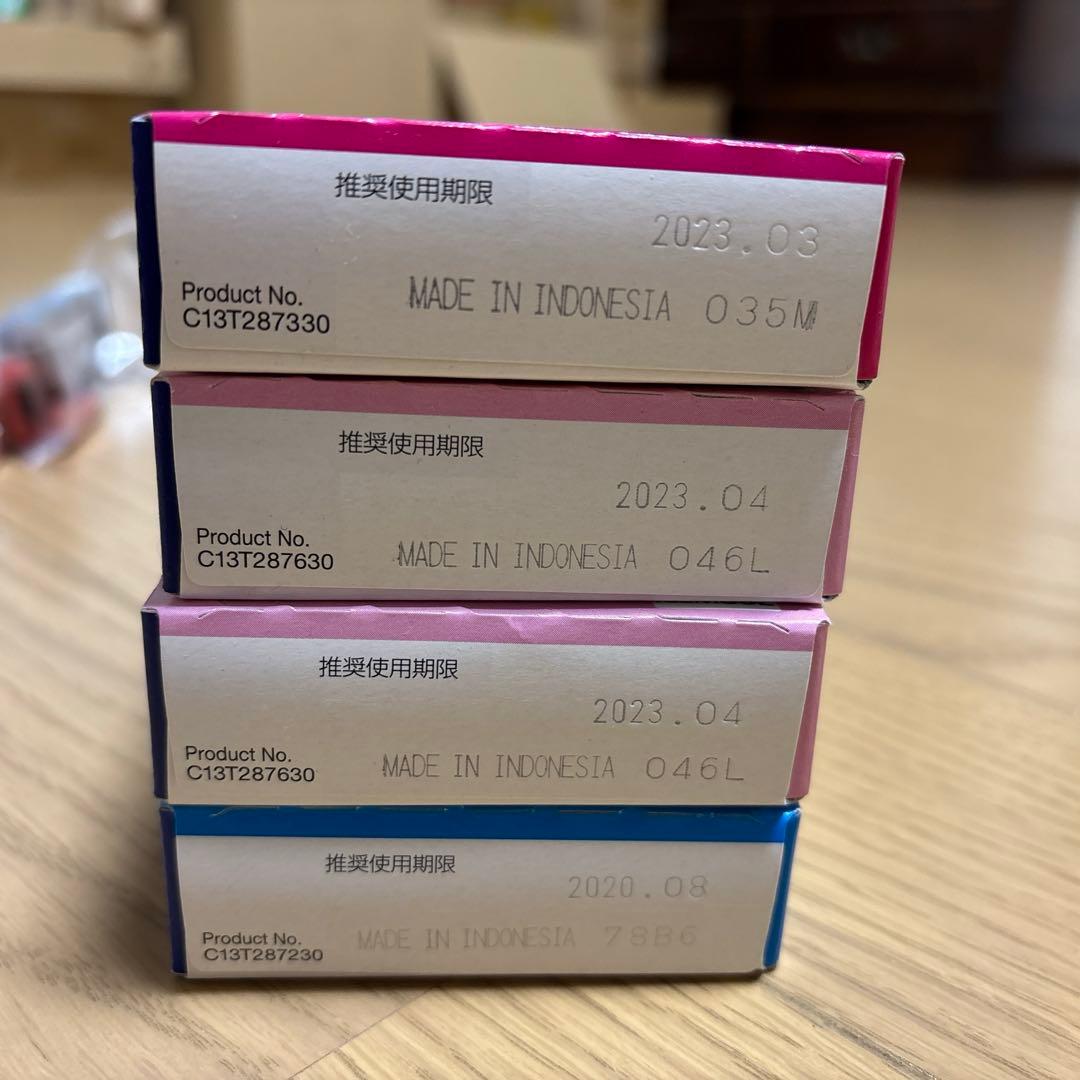 推奨使用期限
2023.03
Product No.
C13T287330
MADE IN INDONESIA 035M
推奨使用期限
2023.04
Product No.
C13T287630
MADE IN INDONESIA 046L
推奨使用期限
2023.04
Product No.
C13T287630
MADE IN INDONESIA 046L
推奨使用期限
2020.08
Product No.
C13T287230
MADE IN INDONESIA 78B6